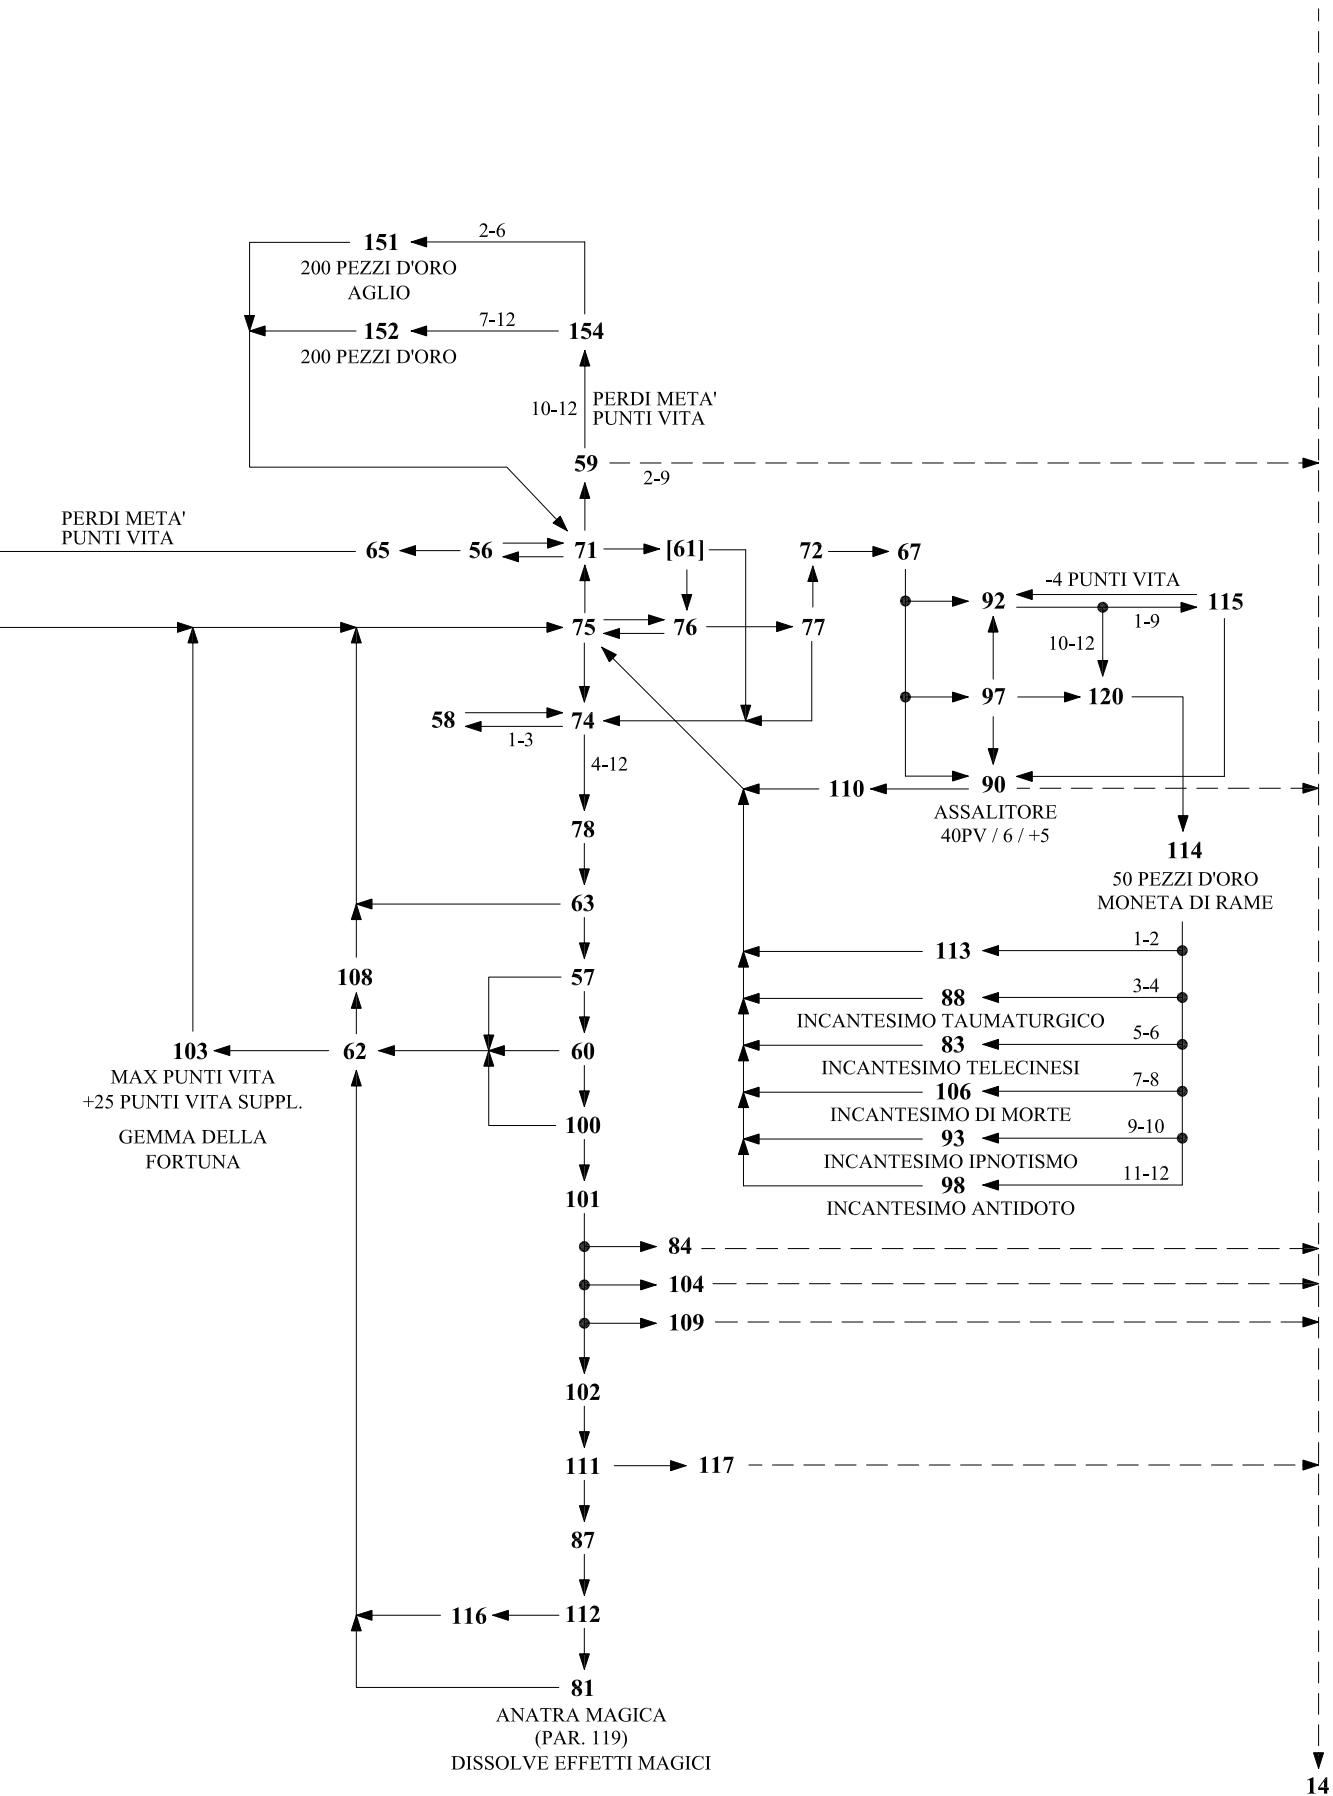 151
2-6
200 PEZZI D'ORO
AGLIO
152
7-12
154
200 PEZZI D'ORO
10-12
PERDI META'
PUNTI VITA
59
2-9
PERDI META'
PUNTI VITA
65
56
71
[61]
72
67
-4 PUNTI VITA
92
115
1-9
75
76
77
10-12
97
120
58
74
1-3
4-12
110
90
ASSALITORE
40PV / 6 / +5
78
114
50 PEZZI D'ORO
MONETA DI RAME
63
1-2
113
108
57
3-4
88
INCANTESIMO TAUMATURGICO
5-6
103
62
60
83
INCANTESIMO TELECINESI
MAX PUNTI VITA
+25 PUNTI VITA SUPPL.
7-8
106
INCANTESIMO DI MORTE
GEMMA DELLA
FORTUNA
100
9-10
93
INCANTESIMO IPNOTISMO
11-12
98
INCANTESIMO ANTIDOTO
101
84
104
109
102
111
117
87
116
112
81
ANATRA MAGICA
(PAR. 119)
DISSOLVE EFFETTI MAGICI
14